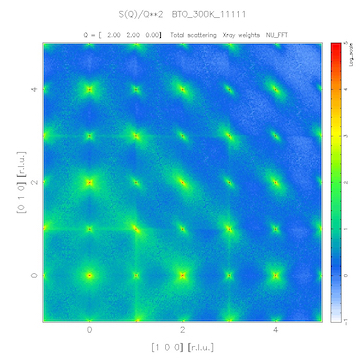 S(Q)/Q**2 BTO_300K_11111
Q = [ 2.00 2.00 0.00] Total scattering Xray weights NU_FFT
5
4
3
2
1
0
-1
4
2
0
[0 1 0] [r.l.u.]
0 2 4
[1 0 0] [r.l.u.]